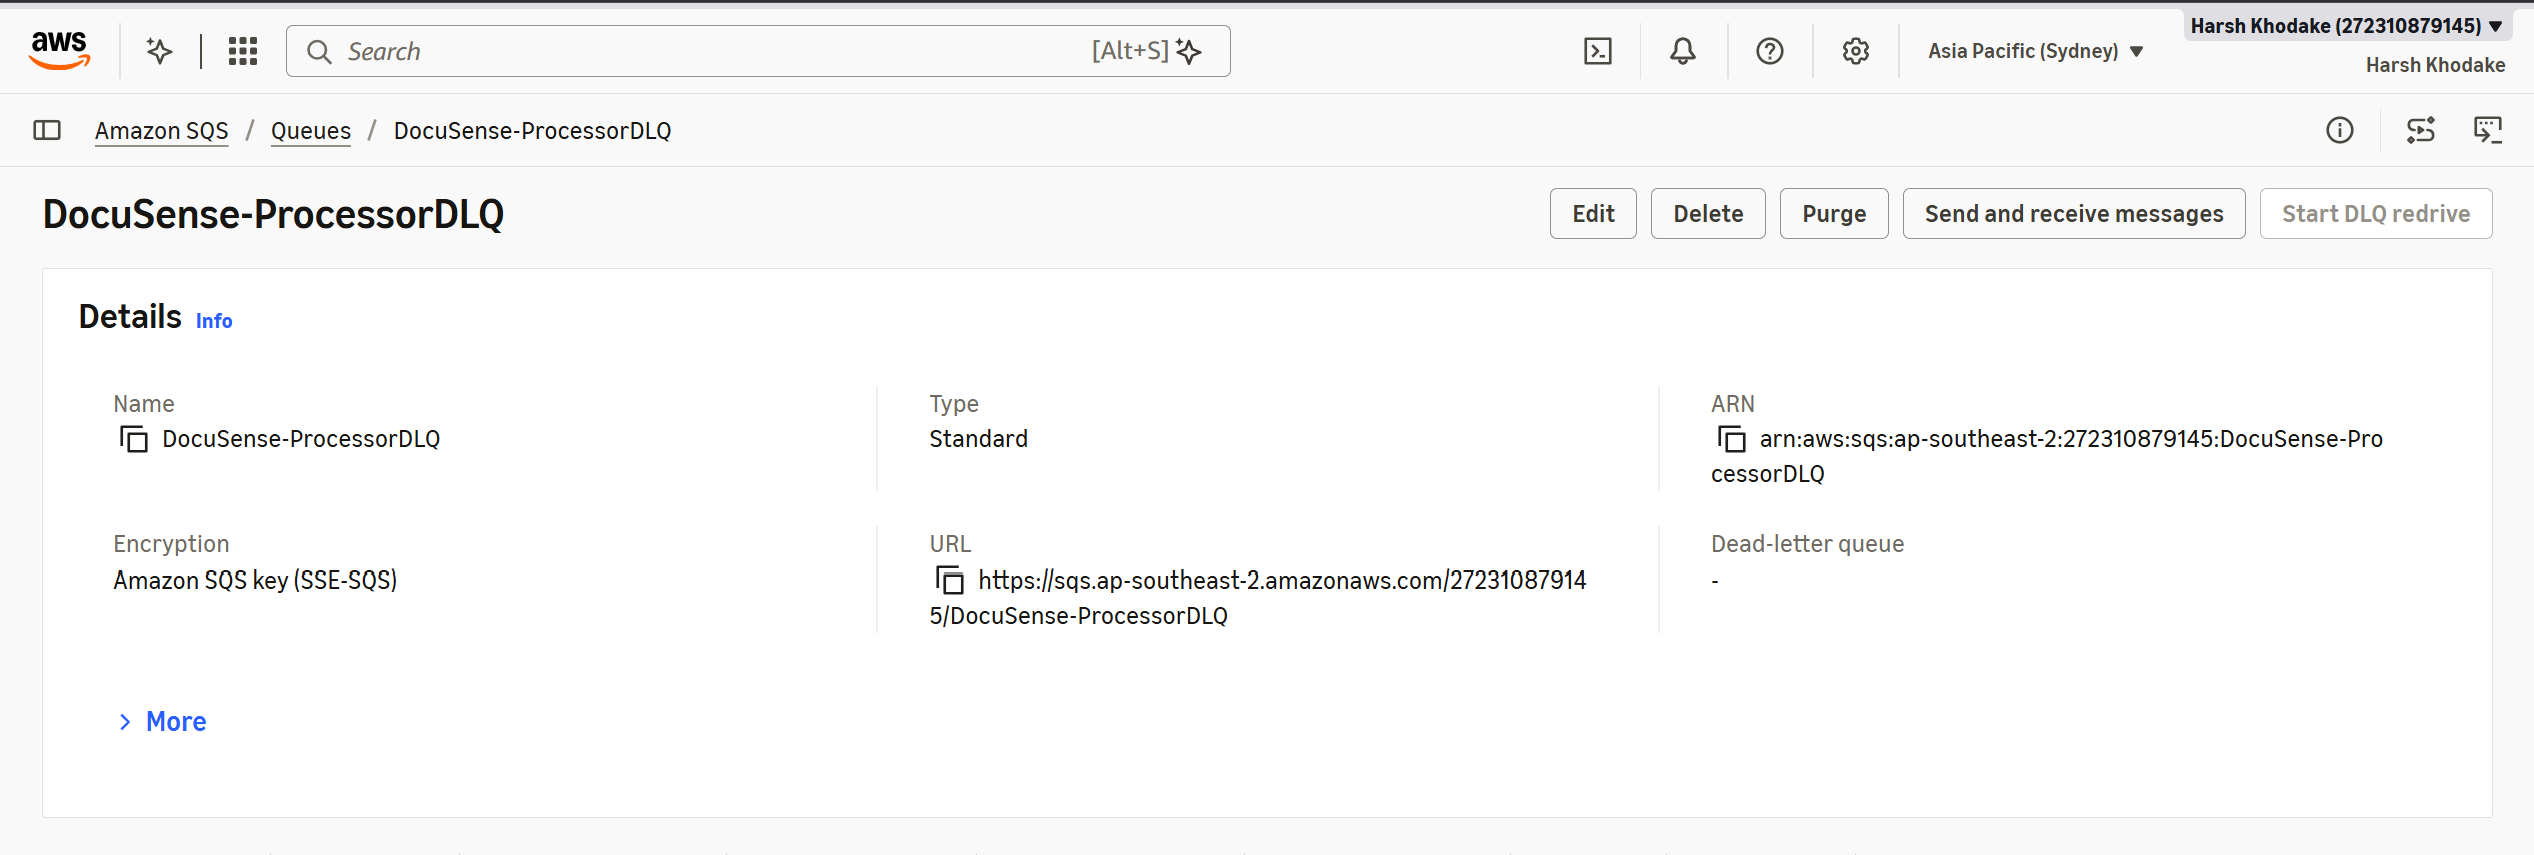 aws
Search
[Alt+S]
Asia Pacific (Sydney)
Harsh Khodake (272310879145)
Harsh Khodake
Amazon SQS / Queues / DocuSense-ProcessorDLQ
DocuSense-ProcessorDLQ
Edit
Delete
Purge
Send and receive messages
Start DLQ redrive
Details Info
Name
DocuSense-ProcessorDLQ
Type
Standard
ARN
arn:aws:sqs:ap-southeast-2:272310879145:DocuSense-Pro
cessorDLQ
Encryption
Amazon SQS key (SSE-SQS)
URL
https://sqs.ap-southeast-2.amazonaws.com/27231087914
5/DocuSense-ProcessorDLQ
Dead-letter queue
-
More